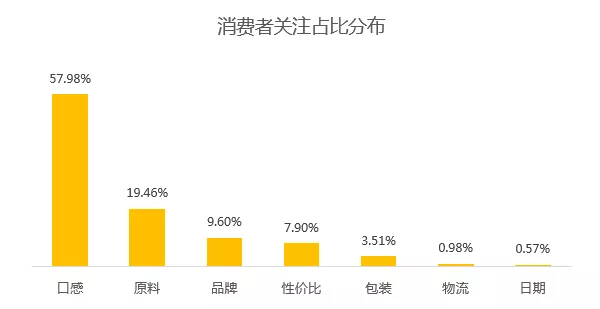 消费者关注占比分布
57.98%
19.46%
9.60%
7.90%
3.51%
0.98%
0.57%
口感
原料
品牌
性价比
包装
物流
日期